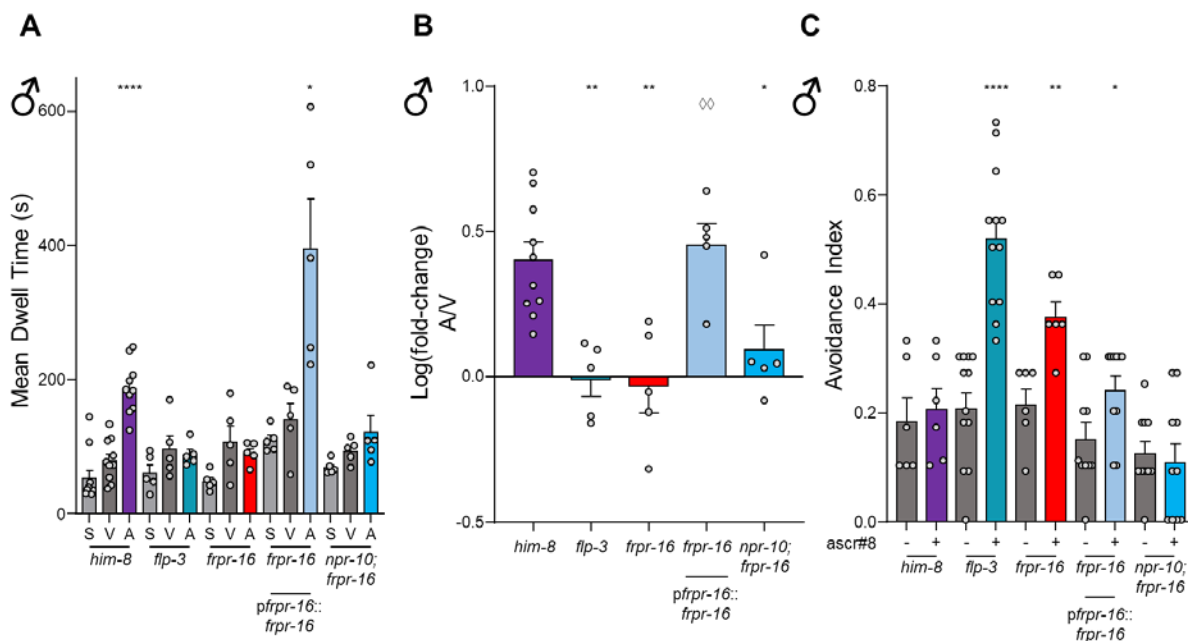 A
♂
Mean Dwell Time (s)
600
400
200
0
****
*
S V A S V A S V A S V A S V A
him-8 flp-3 frpr-16 frpr-16 npr-10;
frpr-16
pfrpr-16::
frpr-16
B
♂
Log(fold-change)
A/V
1.0
0.5
0.0
-0.5
** ** ◊◊ *
him-8 flp-3 frpr-16 frpr-16 npr-10;
frpr-16
pfrpr-16::
frpr-16
C
♂
Avoidance Index
0.8
0.6
0.4
0.2
0.0
**** ** *
ascr#8 - + - + - + - + - +
him-8 flp-3 frpr-16 frpr-16 npr-10;
frpr-16
pfrpr-16::
frpr-16